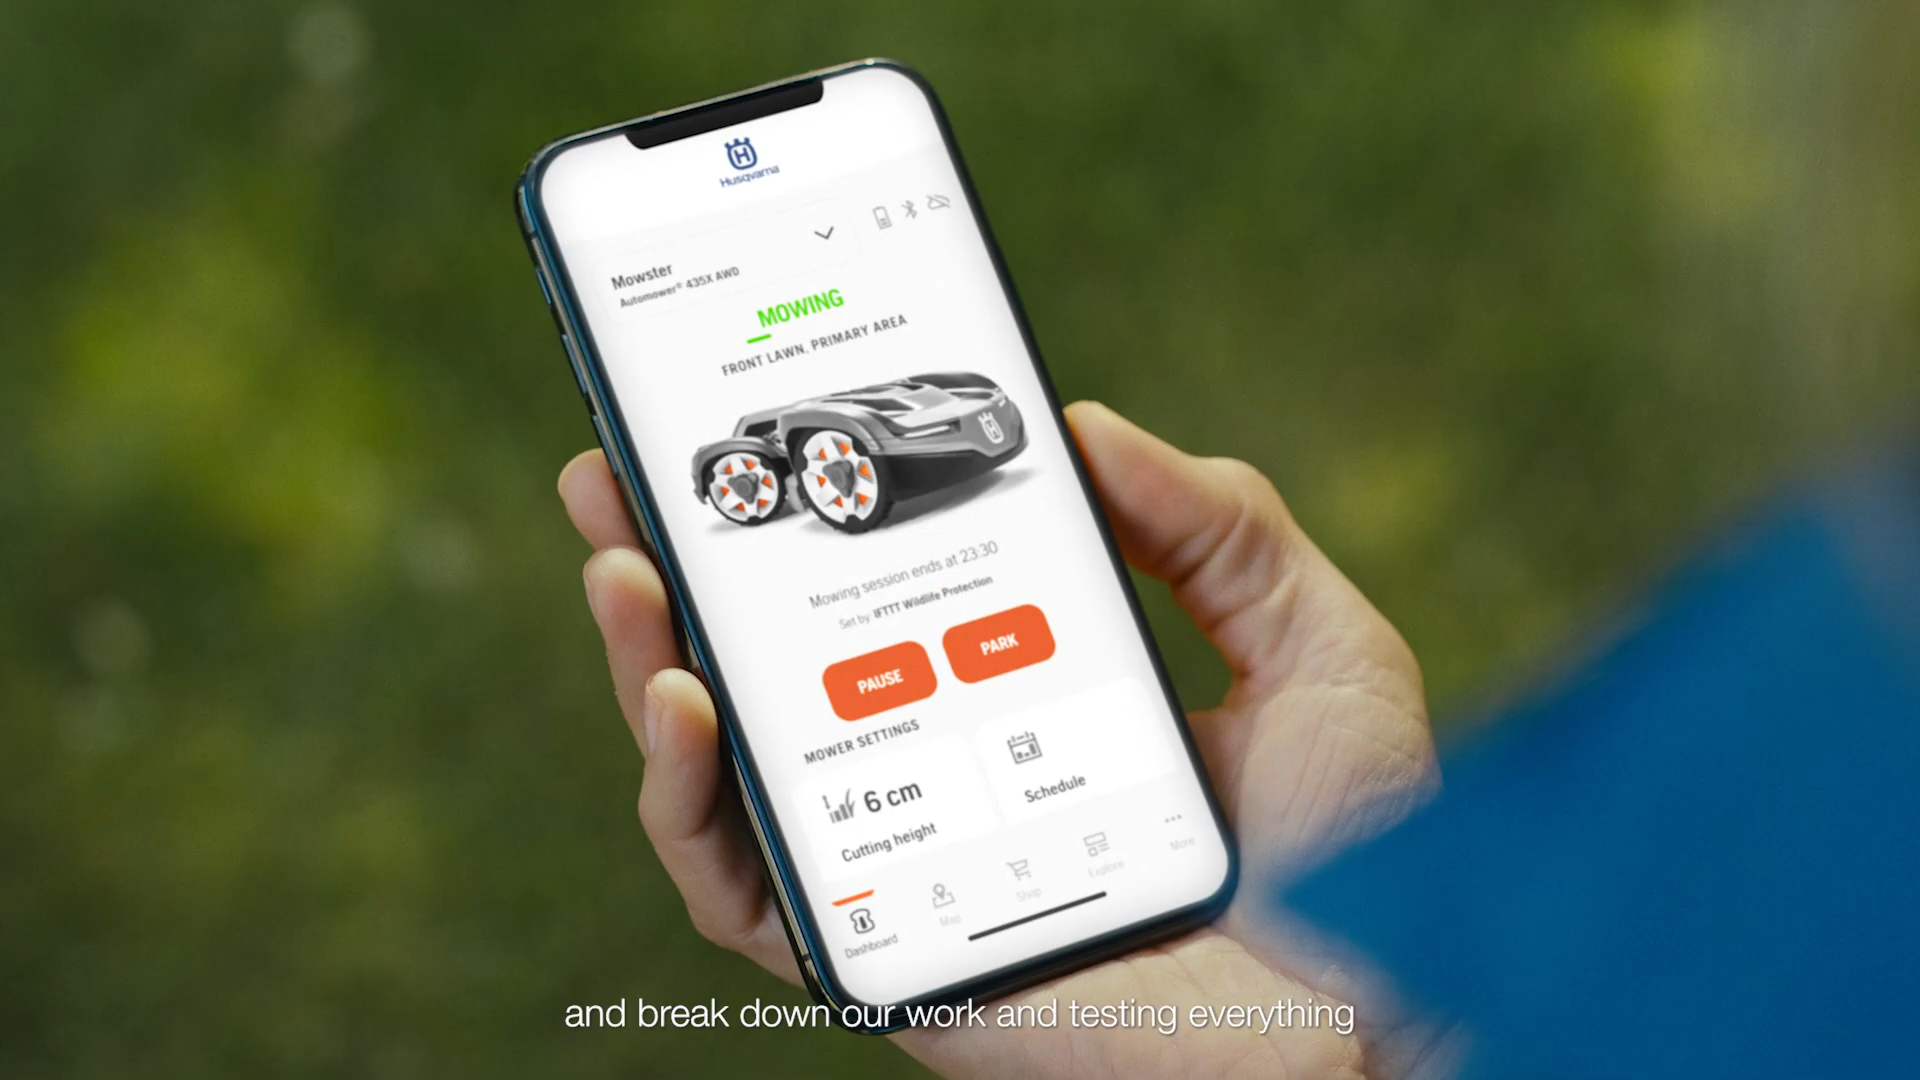 Husqvarna
Mowster
Automower® 435X AWD
MOWING
FRONT LAWN, PRIMARY AREA
Mowing session ends at 23:30
Set by IFTTT Wildlife Protection
PAUSE
PARK
MOWER SETTINGS
6 cm
Cutting height
Schedule
Dashboard
Map
Shop
Explore
More
and break down our work and testing everything